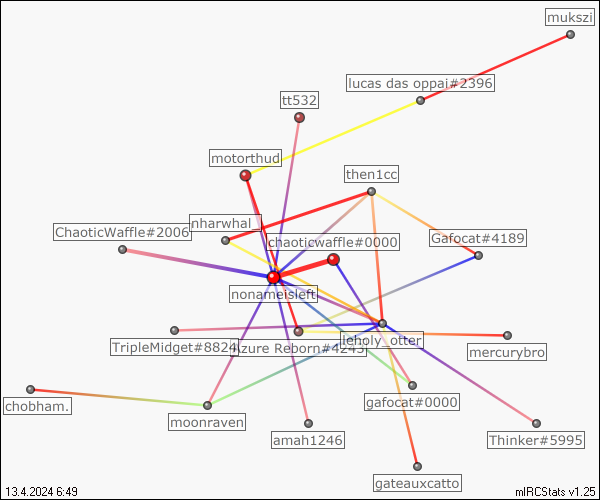 mukszi
lucas das oppai#2396
tt532
motorthud
then1cc
nharwhal_
ChaoticWaffle#2006
chaoticwaffle#0000
Gafocat#4189
nonameisleft
leholy_otter
TripleMidget#8824
Azure Reborn#4243
mercurybro
chobham.
gafocat#0000
moonraven
amah1246
Thinker#5995
gateauxcatto
13.4.2024 6:49
mIRCStats v1.25